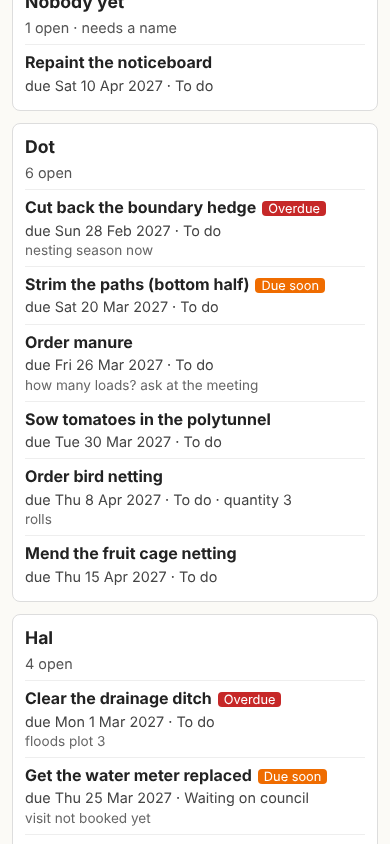 Nobody yet
1 open · needs a name
Repaint the noticeboard
due Sat 10 Apr 2027 · To do
Dot
6 open
Cut back the boundary hedge Overdue
due Sun 28 Feb 2027 · To do
nesting season now
Strim the paths (bottom half) Due soon
due Sat 20 Mar 2027 · To do
Order manure
due Fri 26 Mar 2027 · To do
how many loads? ask at the meeting
Sow tomatoes in the polytunnel
due Tue 30 Mar 2027 · To do
Order bird netting
due Thu 8 Apr 2027 · To do · quantity 3
rolls
Mend the fruit cage netting
due Thu 15 Apr 2027 · To do
Hal
4 open
Clear the drainage ditch Overdue
due Mon 1 Mar 2027 · To do
floods plot 3
Get the water meter replaced Due soon
due Thu 25 Mar 2027 · Waiting on council
visit not booked yet